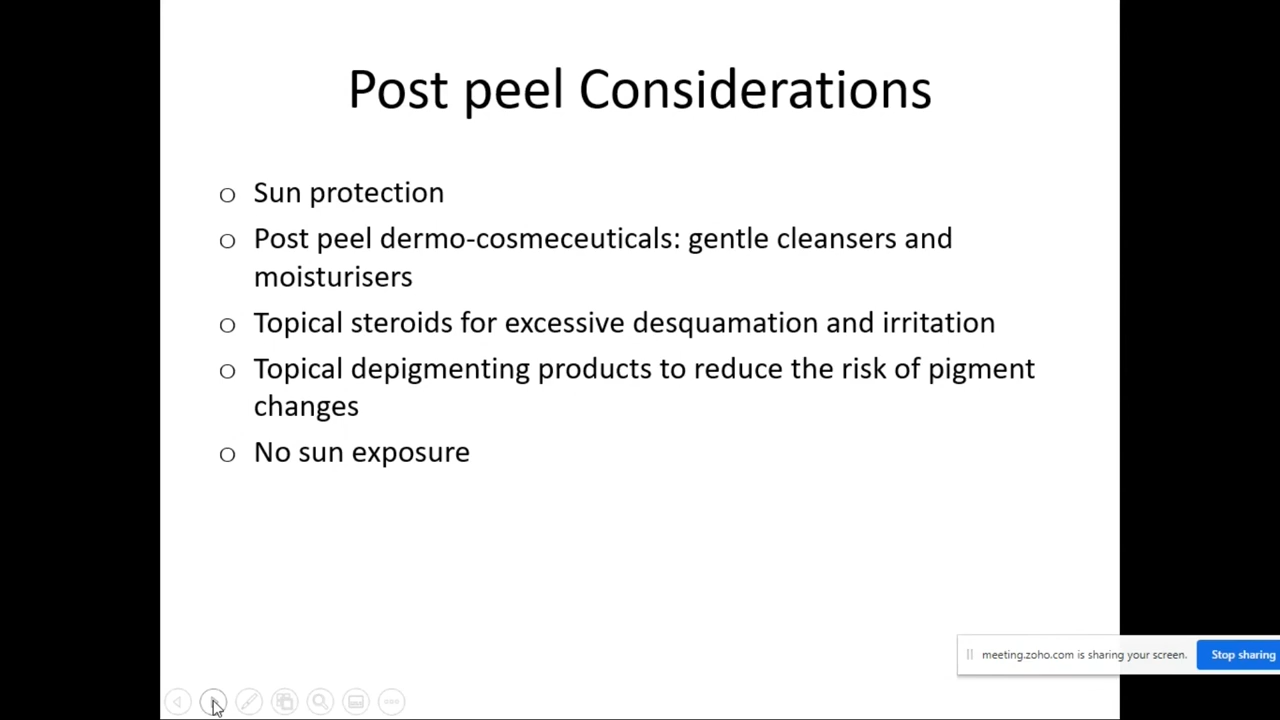 Post peel Considerations
o Sun protection
o Post peel dermo-cosmeceuticals: gentle cleansers and
moisturisers
o Topical steroids for excessive desquamation and irritation
o Topical depigmenting products to reduce the risk of pigment
changes
o No sun exposure
meeting.zoho.com is sharing your screen. Stop sharing